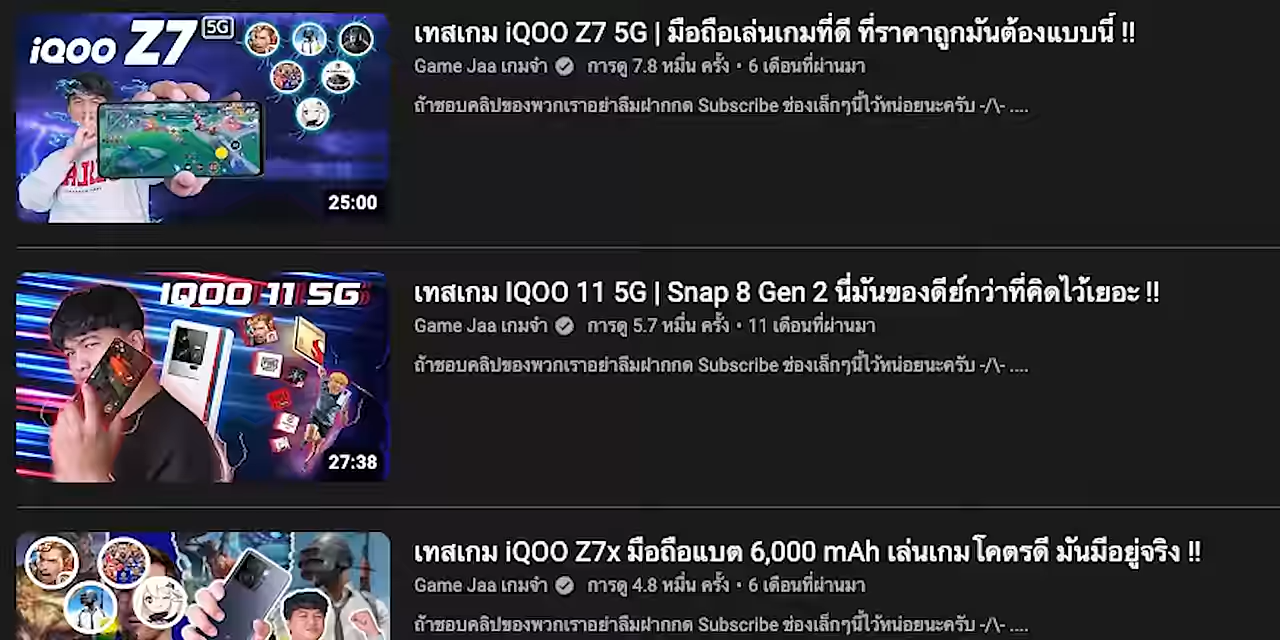 iQOO Z7 5G
25:00
เทสเกม iQOO Z7 5G | มือถือเล่นเกมที่ดี ที่ราคาถูกมันต้องแบบนี้ !!
Game Jaa เกมจ๋า การดู 7.8 หมื่น ครั้ง • 6 เดือนที่ผ่านมา
ถ้าชอบคลิปของพวกเราอย่าลืมฝากกด Subscribe ช่องเล็กๆนี้ไว้หน่อยนะครับ -/\- ....
IQOO 11 5G
27:38
เทสเกม IQOO 11 5G | Snap 8 Gen 2 นี่มันของดีย์กว่าที่คิดไว้เยอะ !!
Game Jaa เกมจ๋า การดู 5.7 หมื่น ครั้ง • 11 เดือนที่ผ่านมา
ถ้าชอบคลิปของพวกเราอย่าลืมฝากกด Subscribe ช่องเล็กๆนี้ไว้หน่อยนะครับ -/\- ....
เทสเกม iQOO Z7x มือถือแบต 6,000 mAh เล่นเกมโคตรดี มันมีอยู่จริง !!
Game Jaa เกมจ๋า การดู 4.8 หมื่น ครั้ง • 6 เดือนที่ผ่านมา
ถ้าชอบคลิปของพวกเราอย่าลืมฝากกด Subscribe ช่องเล็กๆนี้ไว้หน่อยนะครับ -/\- ....